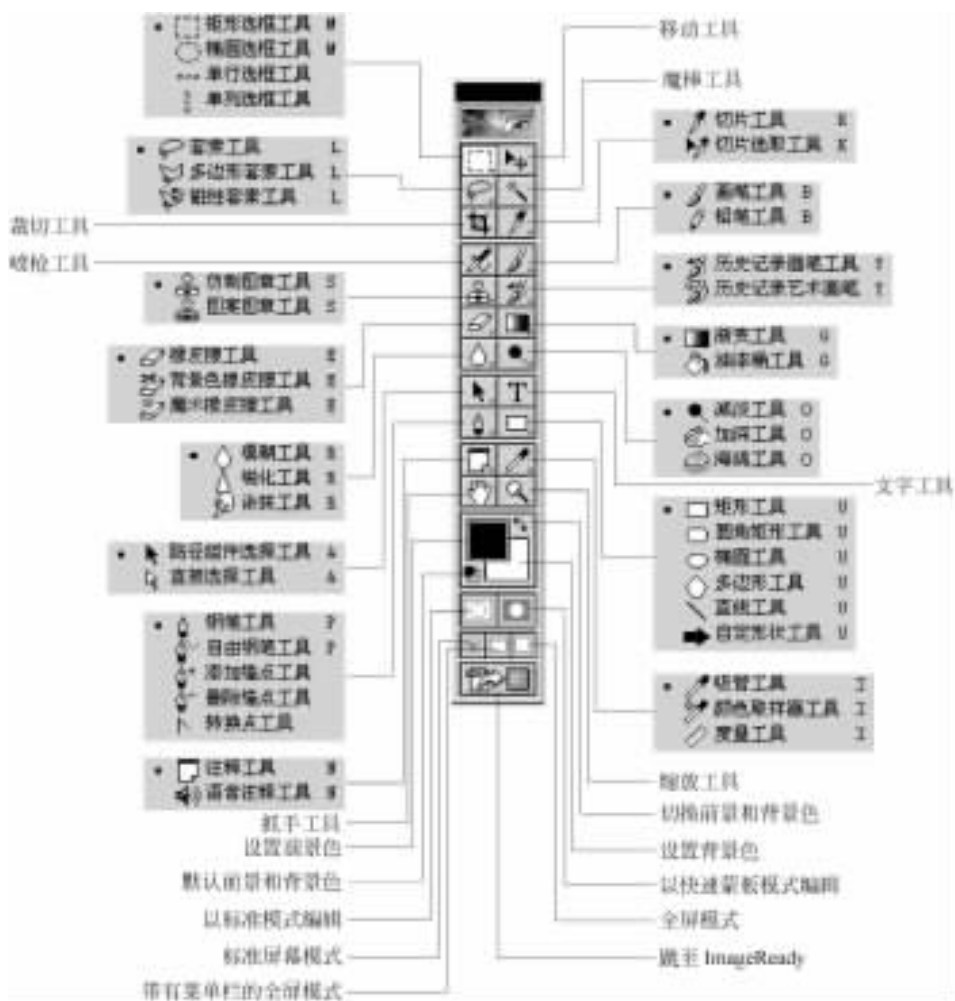 矩形选框工具 M
椭圆选框工具 M
单行选框工具
单列选框工具
套索工具 L
多边形套索工具 L
磁性套索工具 L
裁切工具
喷枪工具
仿制图章工具 S
图案图章工具 S
橡皮擦工具 E
背景色橡皮擦工具 E
魔术橡皮擦工具 E
模糊工具 R
锐化工具 R
涂抹工具 R
路径组件选择工具 A
直接选择工具 A
钢笔工具 P
自由钢笔工具 P
添加锚点工具
删除锚点工具
转换点工具
注释工具 N
语音注释工具 N
抓手工具
设置前景色
默认前景和背景色
以标准模式编辑
标准屏幕模式
带有菜单栏的全屏模式
移动工具
魔棒工具
切片工具 K
切片选取工具 K
画笔工具 B
铅笔工具 B
历史记录画笔工具 Y
历史记录艺术画笔 Y
渐变工具 G
油漆桶工具 G
减淡工具 O
加深工具 O
海绵工具 O
文字工具
矩形工具 U
圆角矩形工具 U
椭圆工具 U
多边形工具 U
直线工具 U
自定形状工具 U
吸管工具 I
颜色取样器工具 I
度量工具 I
缩放工具
切换前景和背景色
设置背景色
以快速蒙板模式编辑
全屏模式
跳至 ImageReady
T